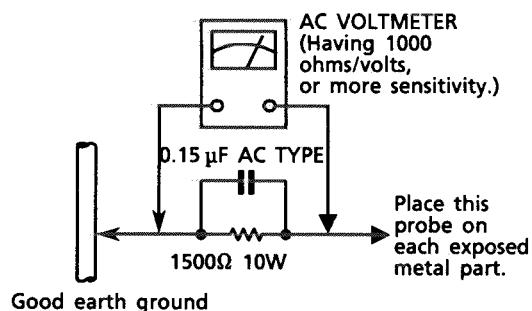 AC VOLTMETER
(Having 1000
ohms/volts,
or more sensitivity.)
0.15 µF AC TYPE
1500Ω 10W
Place this
probe on
each exposed
metal part.
Good earth ground